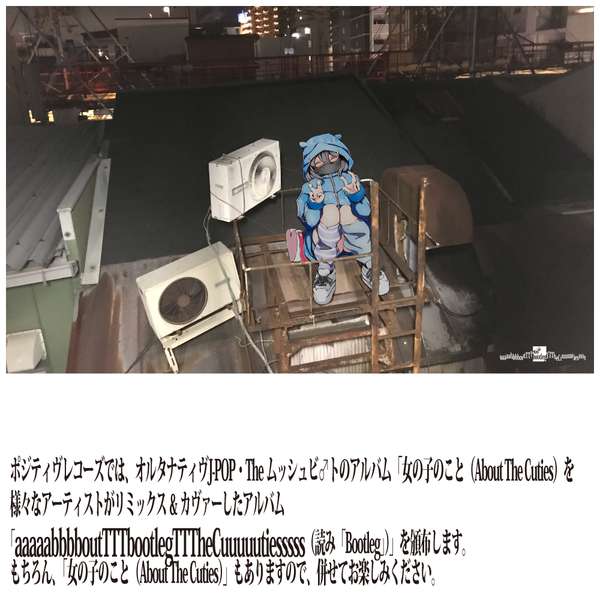 ポジティヴレコーズでは、オルタナティヴJ-POP・The ムッシュビ♂トのアルバム「女の子のこと（About The Cuties）を
様々なアーティストがリミックス & カヴァーしたアルバム
「aaaaabbbboutTTTbootlegTTTheCuuuuutiesssss（読み「Bootleg」）」を頒布します。
もちろん、「女の子のこと（About The Cuties）」もありますので、併せてお楽しみください。